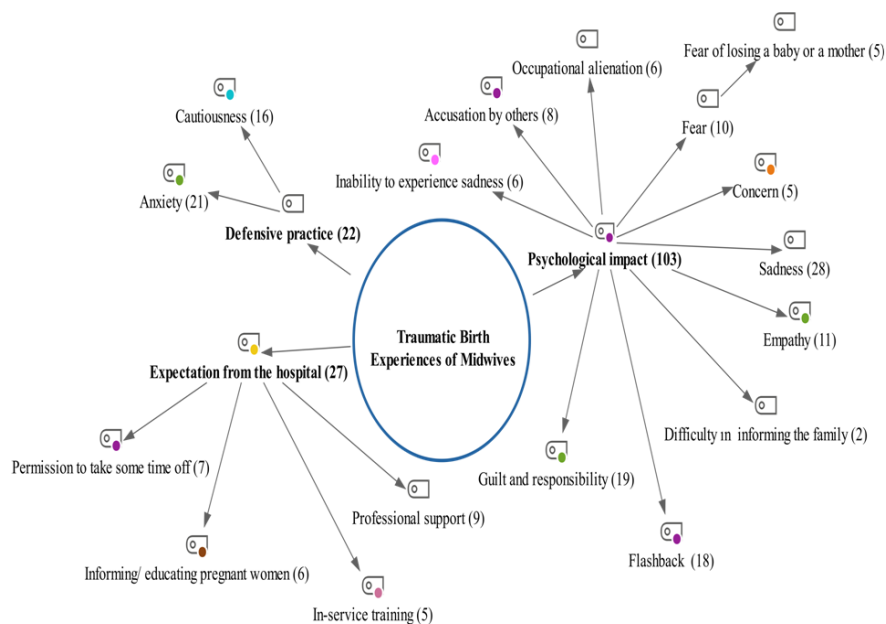 Fear of losing a baby or a mother (5)
Occupational alienation (6)
Accusation by others (8)
Cautiousness (16)
Fear (10)
Inability to experience sadness (6)
Concern (5)
Anxiety (21)
Defensive practice (22)
Psychological impact (103)
Sadness (28)
Traumatic Birth
Experiences of Midwives
Empathy (11)
Expectation from the hospital (27)
Difficulty ın informing the family (2)
Permission to take some time off (7)
Guilt and responsibility (19)
Professional support (9)
Flashback (18)
Informing/ educating pregnant women (6)
In-service training (5)